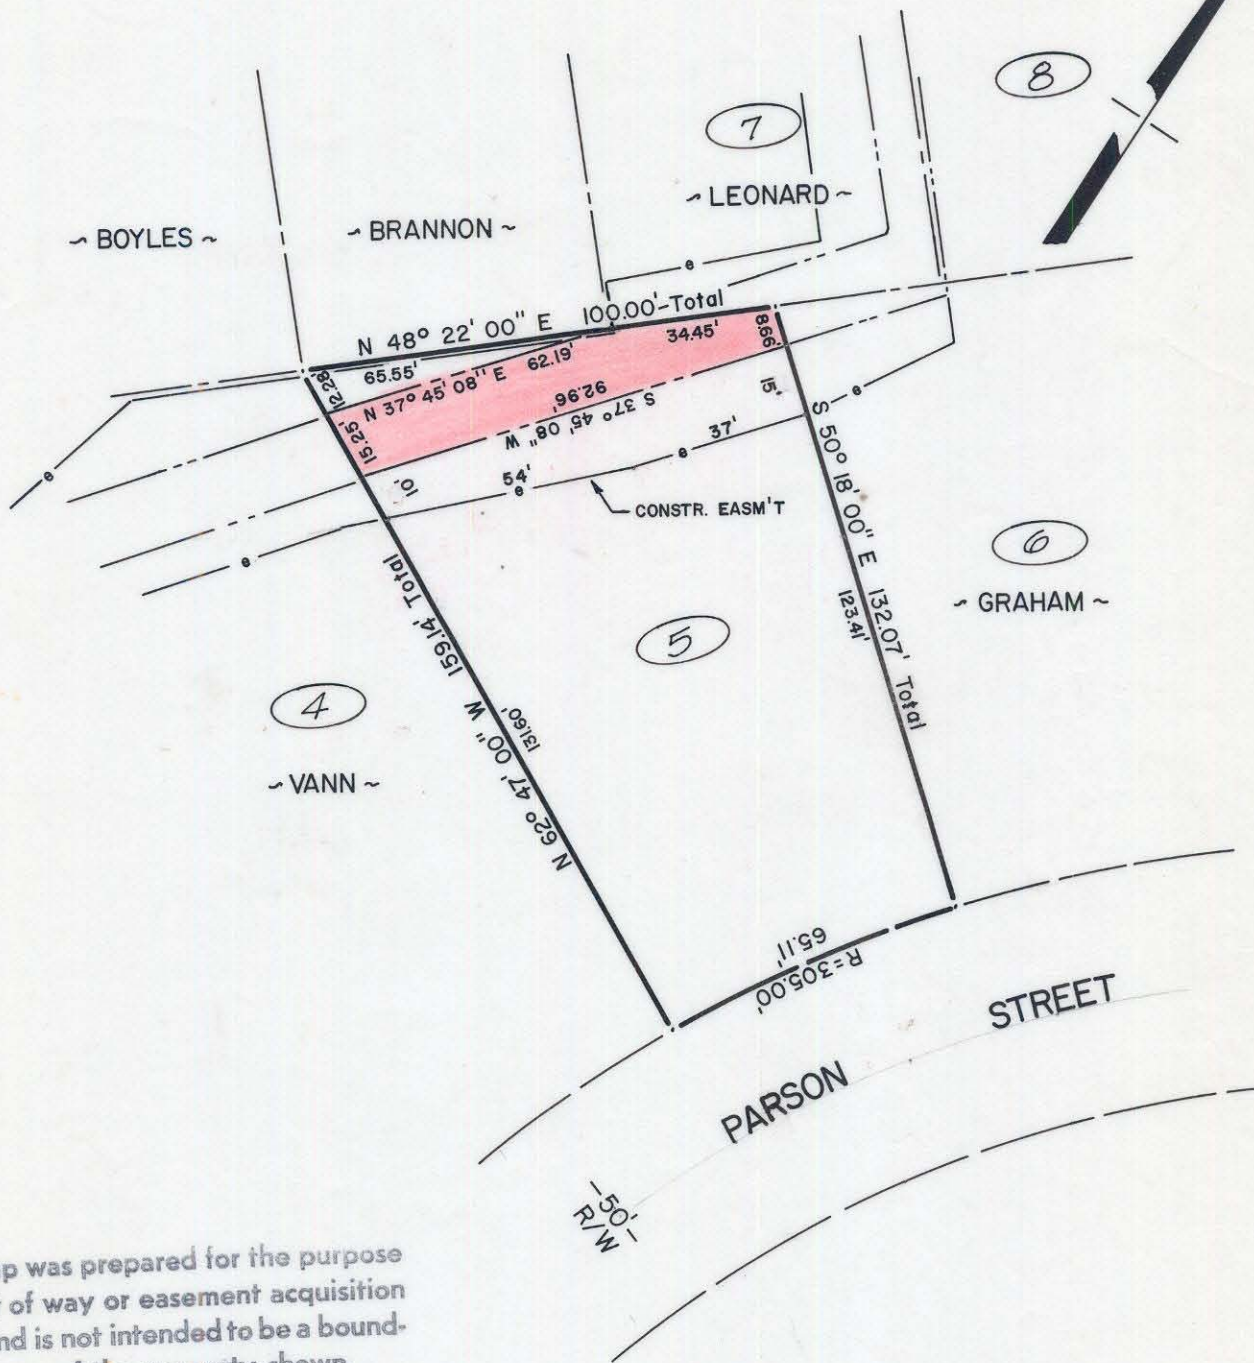 8
7
~ LEONARD ~
~ BRANNON ~
~ BOYLES ~
N 48° 22' 00" E 100.00'-Total
34.45'
8.66'
12.28'
65.55'
62.19'
N 37° 45' 08" E
92.96'
S 37° 45' 08" W
15.25'
15'
37'
10'
54'
CONSTR. EASM'T
S 50° 18' 00" E 132.07' Total
123.41'
6
~ GRAHAM ~
5
N 62° 47' 00" W 159.14' Total
131.60'
4
~ VANN ~
65.11'
R=305.00'
PARSON STREET
-50'-
R/W
p was prepared for the purpose
of way or easement acquisition
nd is not intended to be a bound-